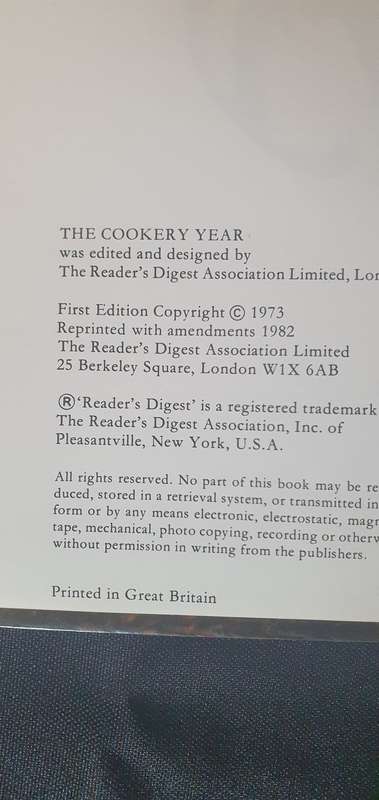 THE COOKERY YEAR
was edited and designed by
The Reader's Digest Association Limited,
First Edition Copyright © 1973
Reprinted with amendments 1982
The Reader's Digest Association Limited
25 Berkeley Square, London W1X 6AB
®‘Reader's Digest’ is a registered trademark
The Reader's Digest Association, Inc. of
Pleasantville, New York, U.S.A.
All rights reserved. No part of this book may be re
duced, stored in a retrieval system, or transmitted in
form or by any means electronic, electrostatic,
tape, mechanical, photo copying, recording or
without permission in writing from the publishers.
Printed in Great Britain